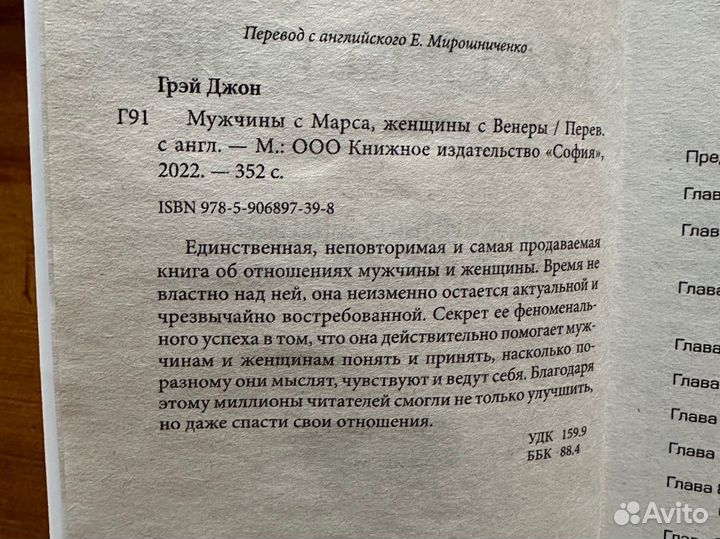 Перевод с английского Е. Мирошниченко
Грэй Джон
Г91 Мужчины с Марса, женщины с Венеры / Перев.
с англ. — М.: ООО Книжное издательство «София»,
2022. — 352 с.
ISBN 978-5-906897-39-8
Единственная, неповторимая и самая продаваемая
книга об отношениях мужчины и женщины. Время не
властно над ней, она неизменно остается актуальной и
чрезвычайно востребованной. Секрет ее феноменаль-
ного успеха в том, что она действительно помогает муж-
чинам и женщинам понять и принять, насколько по-
разному они мыслят, чувствуют и ведут себя. Благодаря
этому миллионы читателей смогли не только улучшить,
но даже спасти свои отношения.
УДК 159.9
ББК 88.4
Пред
Глав
Глав
Глава
Глава
Глава
Глава
Глава
Глава 8
Avito